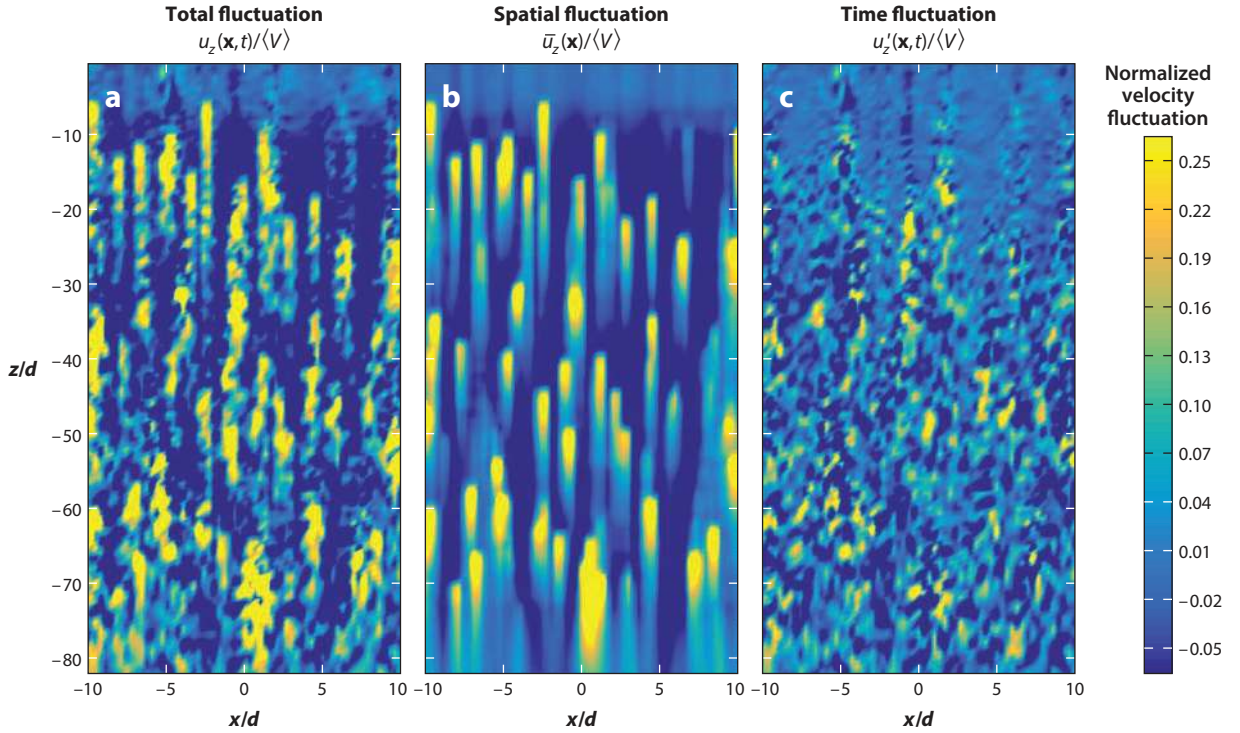 Total fluctuation
u_z(x,t)/⟨V⟩
Spatial fluctuation
ū_z(x)/⟨V⟩
Time fluctuation
u′_z(x,t)/⟨V⟩
a
b
c
z/d
−10
−20
−30
−40
−50
−60
−70
−80
−10
−5
0
5
10
−10
−5
0
5
10
−10
−5
0
5
10
x/d
x/d
x/d
Normalized
velocity
fluctuation
0.25
0.22
0.19
0.16
0.13
0.10
0.07
0.04
0.01
−0.02
−0.05